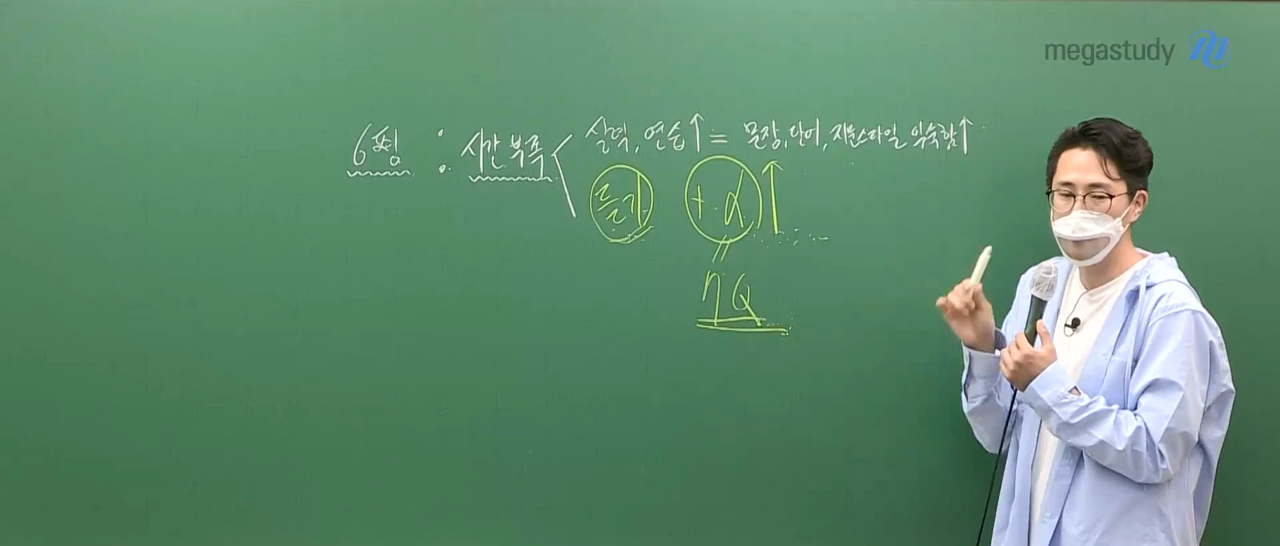 megastudy
6평 : 시간 부족 < 실력, 연습↑ = 문장, 단어, 지문스타일 익숙함↑
듣기 +α ↑
〃
ηQ